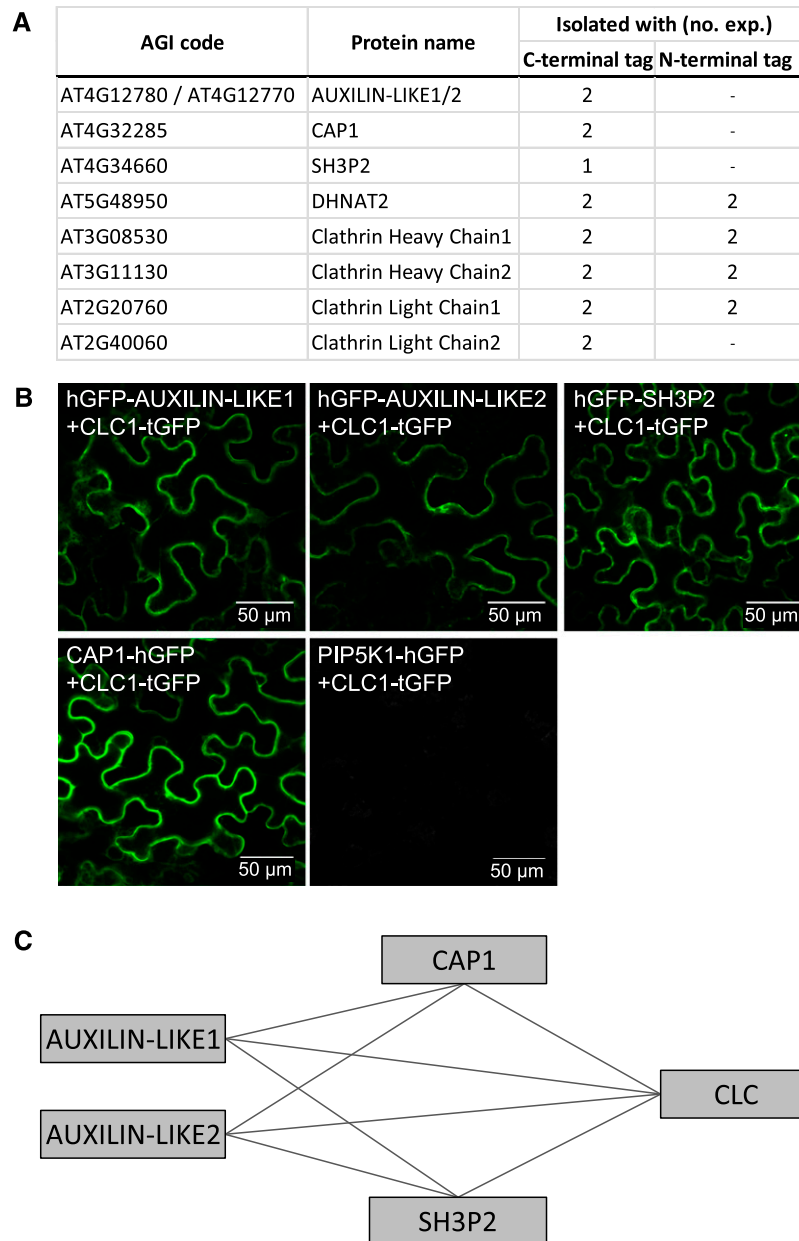 A
AGI code Protein name Isolated with (no. exp.)
C-terminal tag N-terminal tag
AT4G12780 / AT4G12770 AUXILIN-LIKE1/2 2 -
AT4G32285 CAP1 2 -
AT4G34660 SH3P2 1 -
AT5G48950 DHNAT2 2 2
AT3G08530 Clathrin Heavy Chain1 2 2
AT3G11130 Clathrin Heavy Chain2 2 2
AT2G20760 Clathrin Light Chain1 2 2
AT2G40060 Clathrin Light Chain2 2 -
B
hGFP-AUXILIN-LIKE1
+CLC1-tGFP
50 µm
hGFP-AUXILIN-LIKE2
+CLC1-tGFP
50 µm
hGFP-SH3P2
+CLC1-tGFP
50 µm
CAP1-hGFP
+CLC1-tGFP
50 µm
PIP5K1-hGFP
+CLC1-tGFP
50 µm
C
CAP1
AUXILIN-LIKE1
CLC
AUXILIN-LIKE2
SH3P2